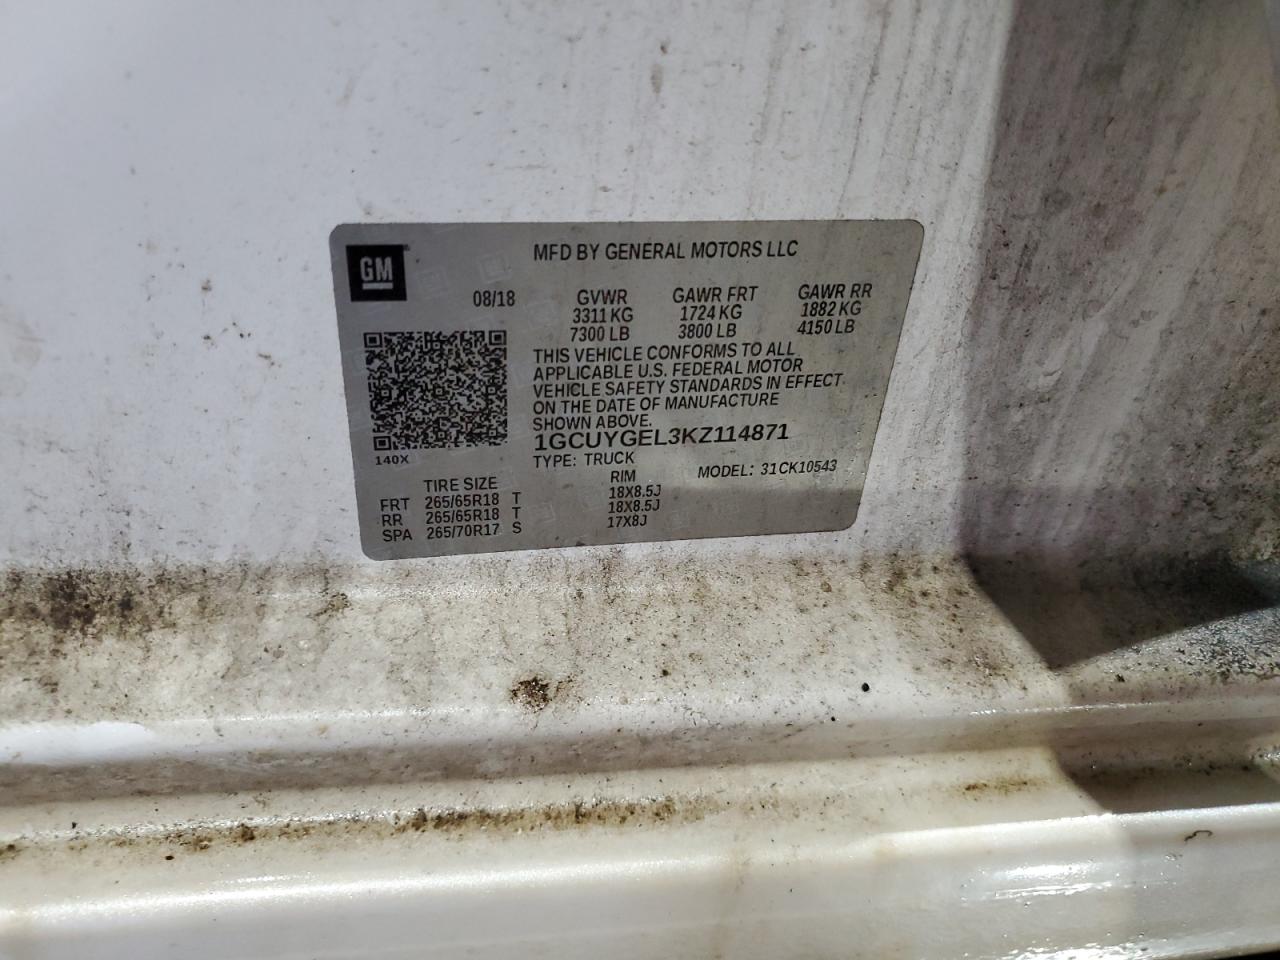 GM
MFD BY GENERAL MOTORS LLC
08/18
GVWR GAWR FRT GAWR RR
3311 KG 1724 KG 1882 KG
7300 LB 3800 LB 4150 LB
THIS VEHICLE CONFORMS TO ALL
APPLICABLE U.S. FEDERAL MOTOR
VEHICLE SAFETY STANDARDS IN EFFECT
ON THE DATE OF MANUFACTURE
SHOWN ABOVE.
1GCUYGEL3KZ114871
140X
TYPE: TRUCK MODEL: 31CK10543
TIRE SIZE RIM
FRT 265/65R18 T 18X8.5J
RR 265/65R18 T 18X8.5J
SPA 265/70R17 S 17X8J